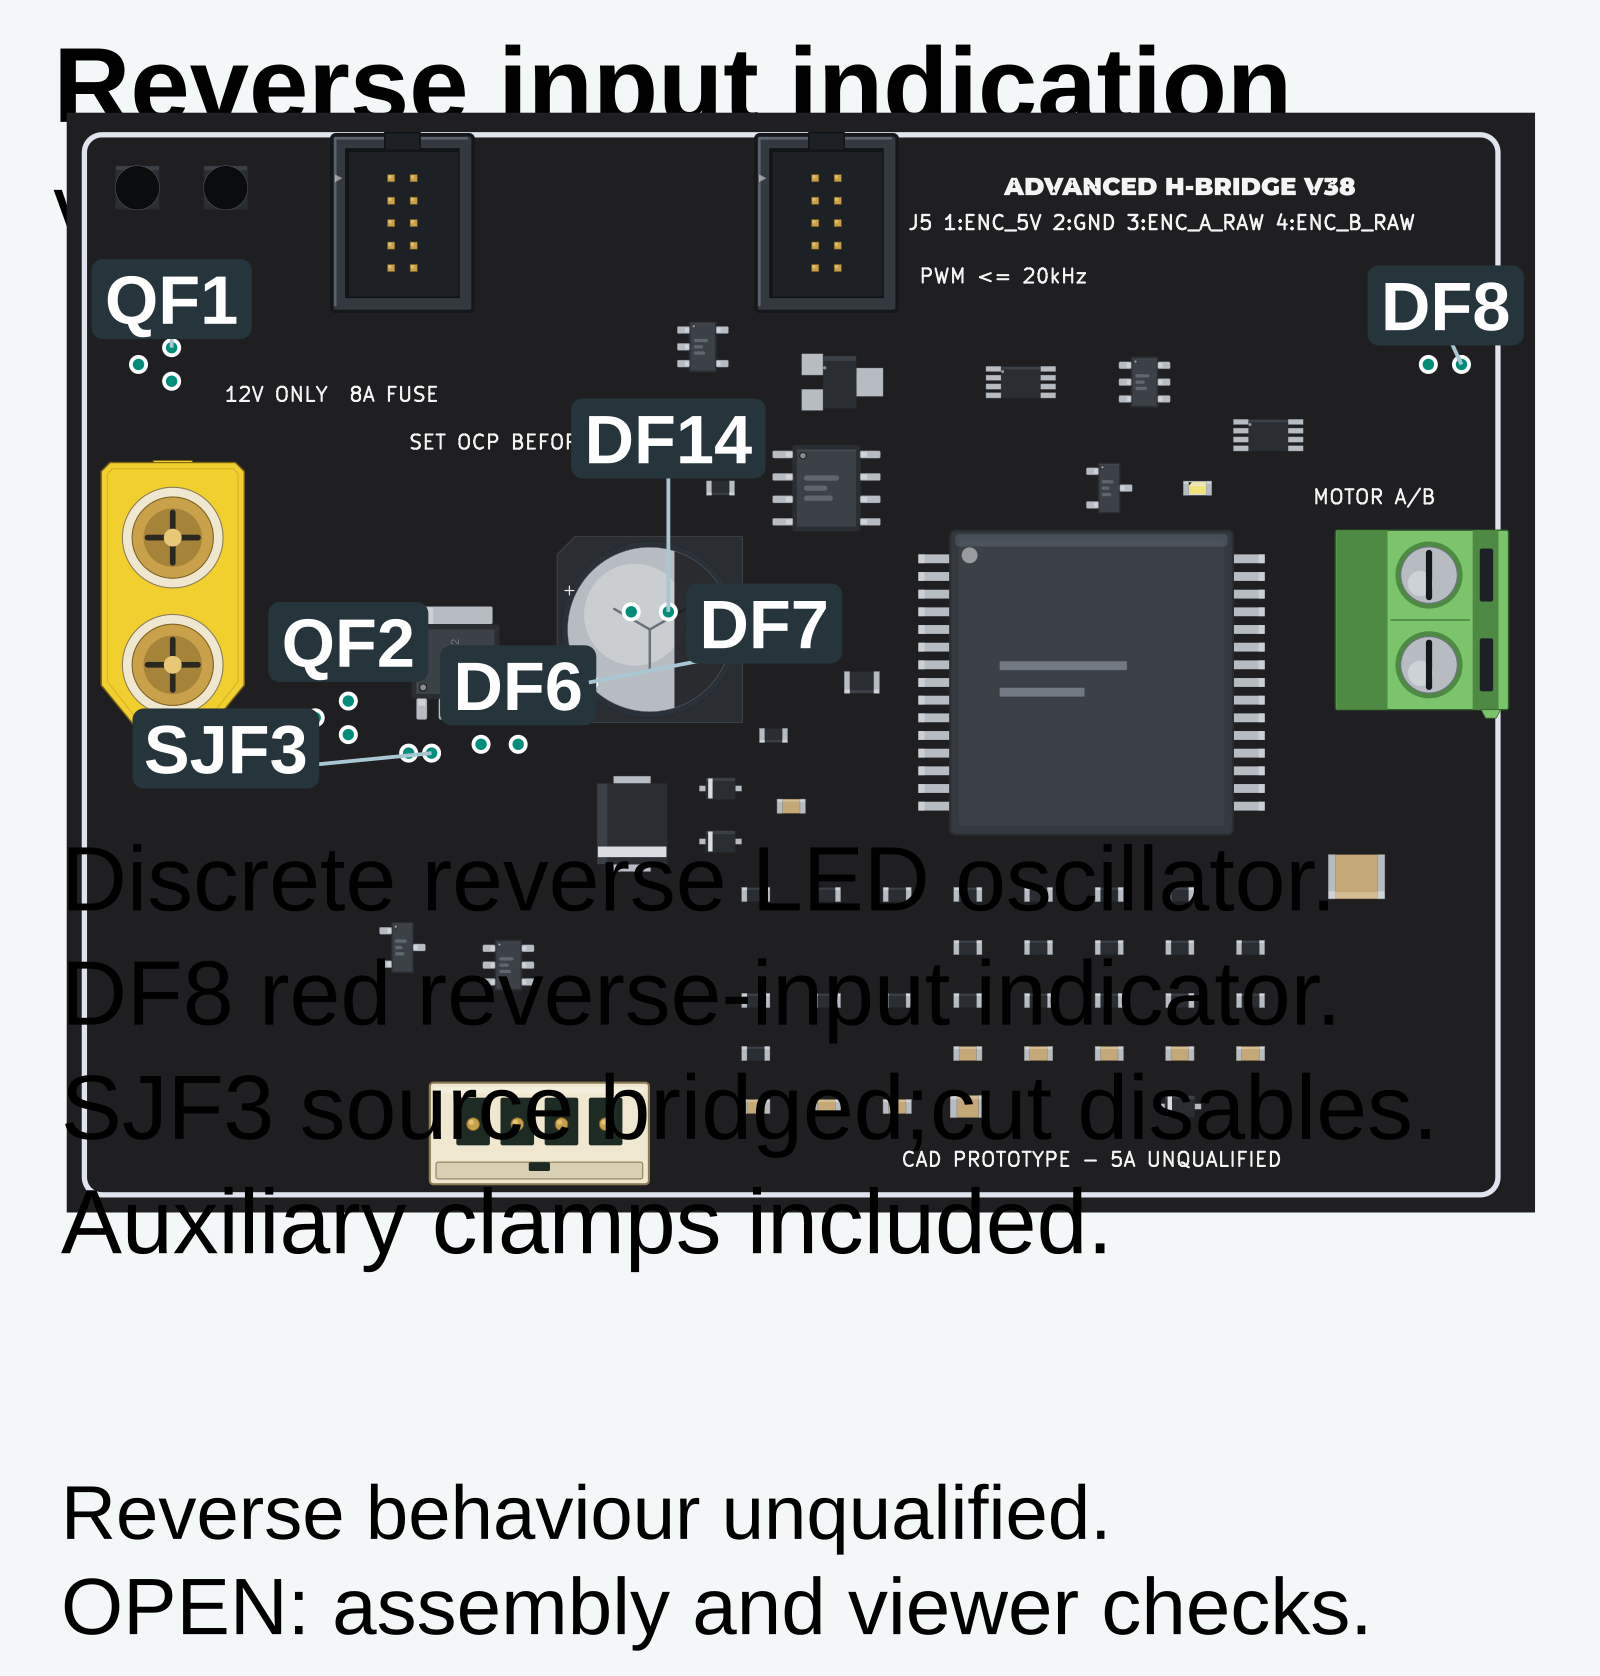 Reverse input indication
ADVANCED H-BRIDGE V38
J5 1:ENC_5V 2:GND 3:ENC_A_RAW 4:ENC_B_RAW
PWM <= 20kHz
QF1
DF8
12V ONLY 8A FUSE
SET OCP
DF14
MOTOR A/B
DF7
QF2
DF6
SJF3
Discrete reverse LED oscillator.
DF8 red reverse-input indicator.
SJF3 source bridged;cut disables.
CAD PROTOTYPE – 5A UNQUALIFIED
Auxiliary clamps included.
Reverse behaviour unqualified.
OPEN: assembly and viewer checks.